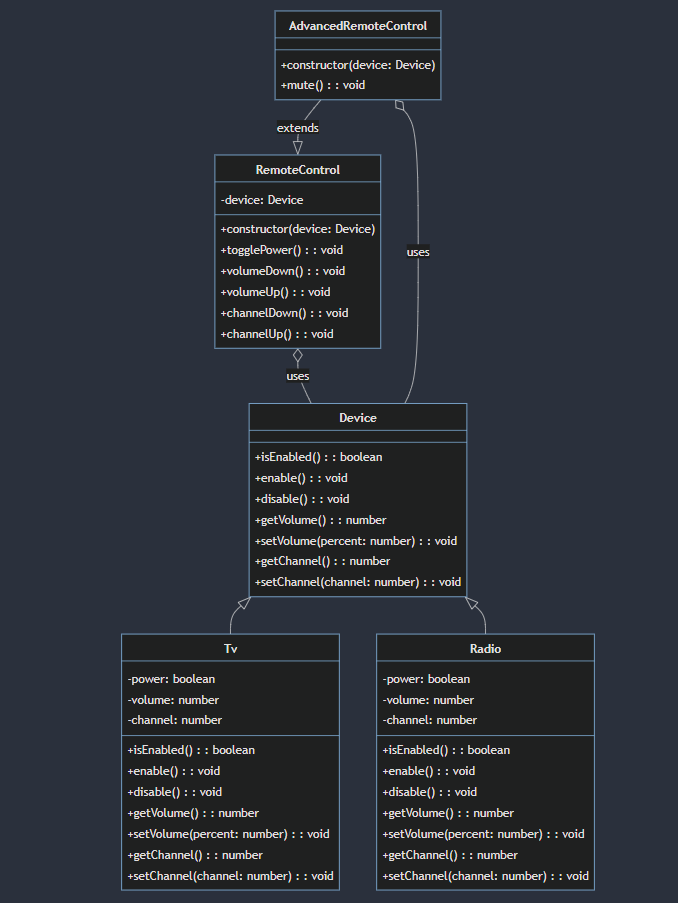 AdvancedRemoteControl
+constructor(device: Device)
+mute() : : void
extends
RemoteControl
-device: Device
+constructor(device: Device)
+togglePower() : : void
+volumeDown() : : void
+volumeUp() : : void
+channelDown() : : void
+channelUp() : : void
uses
uses
Device
+isEnabled() : : boolean
+enable() : : void
+disable() : : void
+getVolume() : : number
+setVolume(percent: number) : : void
+getChannel() : : number
+setChannel(channel: number) : : void
Tv
-power: boolean
-volume: number
-channel: number
+isEnabled() : : boolean
+enable() : : void
+disable() : : void
+getVolume() : : number
+setVolume(percent: number) : : void
+getChannel() : : number
+setChannel(channel: number) : : void
Radio
-power: boolean
-volume: number
-channel: number
+isEnabled() : : boolean
+enable() : : void
+disable() : : void
+getVolume() : : number
+setVolume(percent: number) : : void
+getChannel() : : number
+setChannel(channel: number) : : void